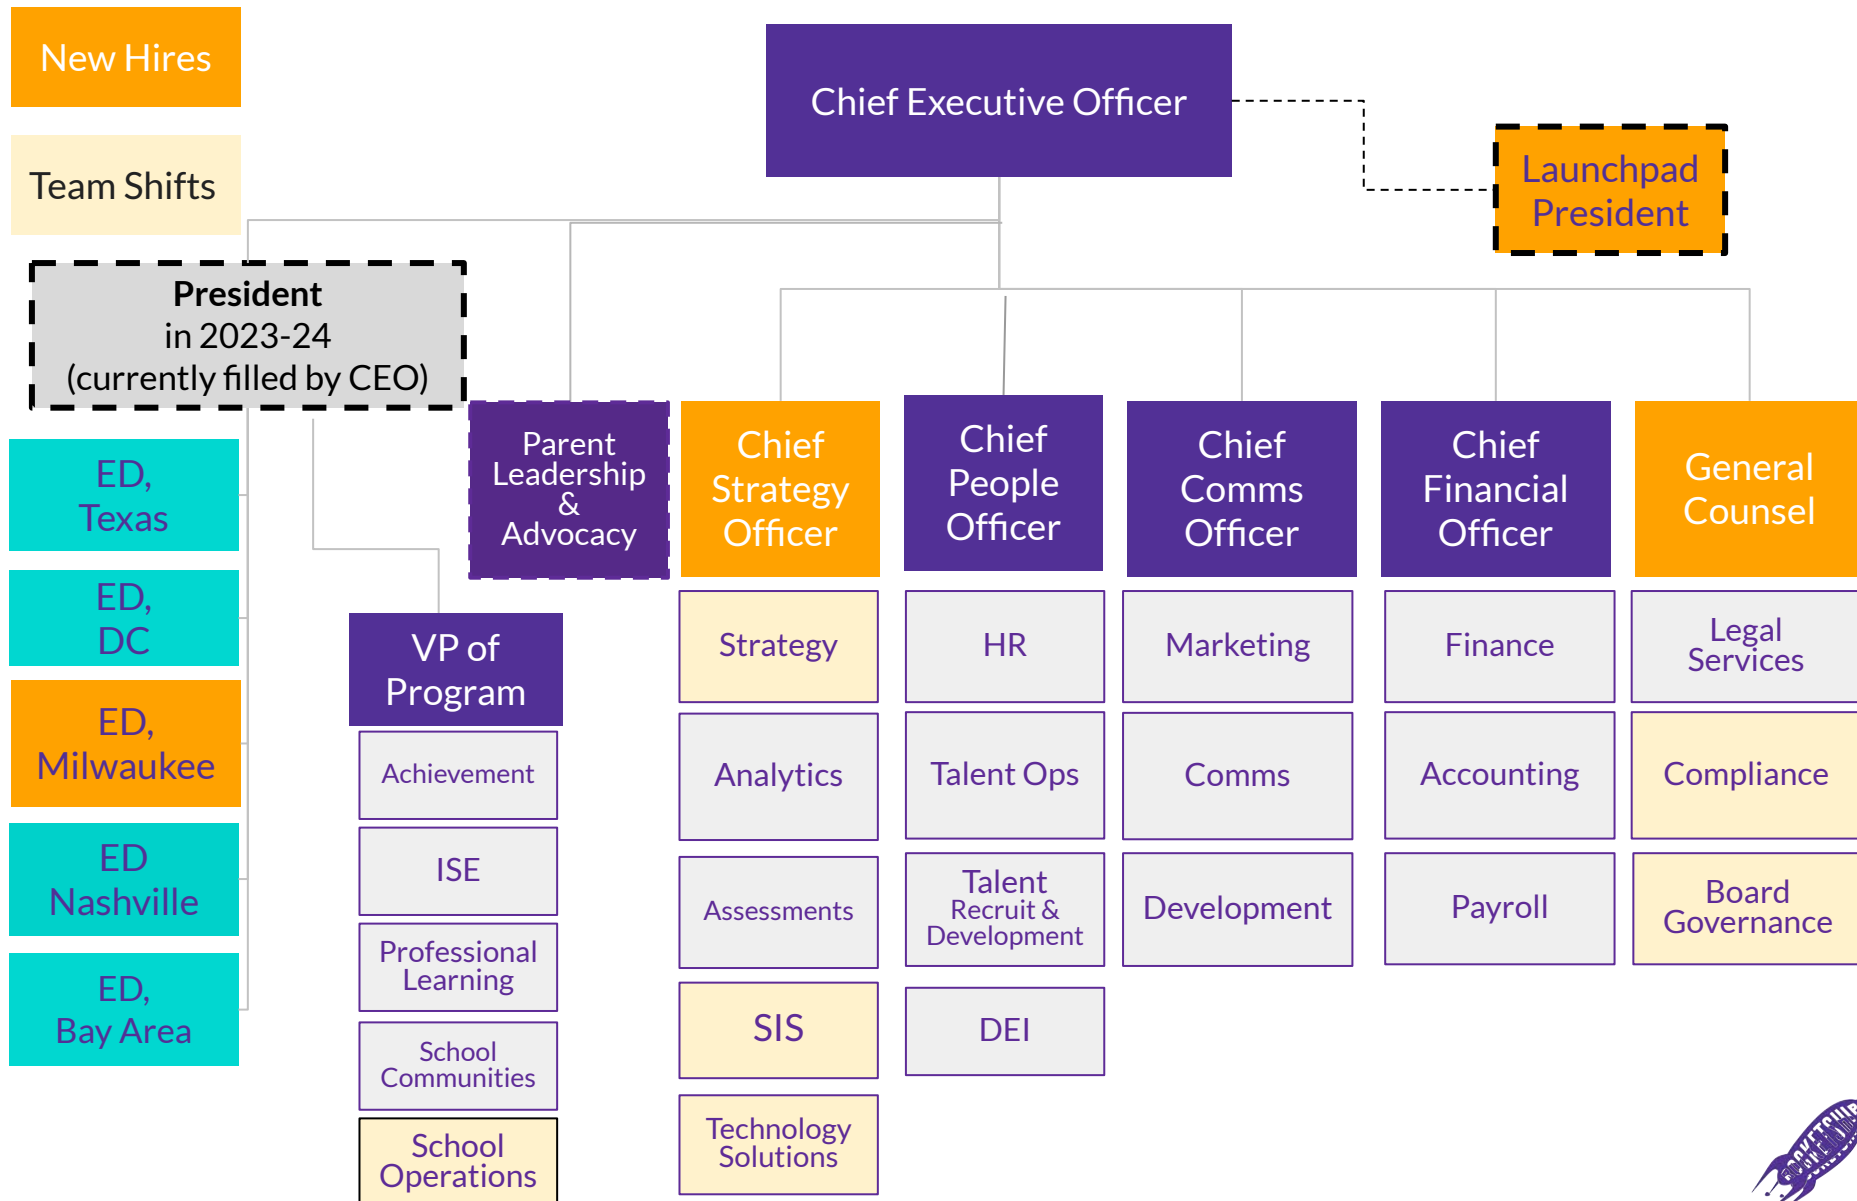 New Hires
Team Shifts
Chief Executive Officer
Launchpad
President
President
in 2023-24
(currently filled by CEO)
ED,
Texas
ED,
DC
ED,
Milwaukee
ED
Nashville
ED,
Bay Area
VP of
Program
Achievement
ISE
Professional
Learning
School
Communities
School
Operations
Parent
Leadership
&
Advocacy
Chief
Strategy
Officer
Strategy
Analytics
Assessments
SIS
Technology
Solutions
Chief
People
Officer
HR
Talent Ops
Talent
Recruit &
Development
DEI
Chief
Comms
Officer
Marketing
Comms
Development
Chief
Financial
Officer
Finance
Accounting
Payroll
General
Counsel
Legal
Services
Compliance
Board
Governance